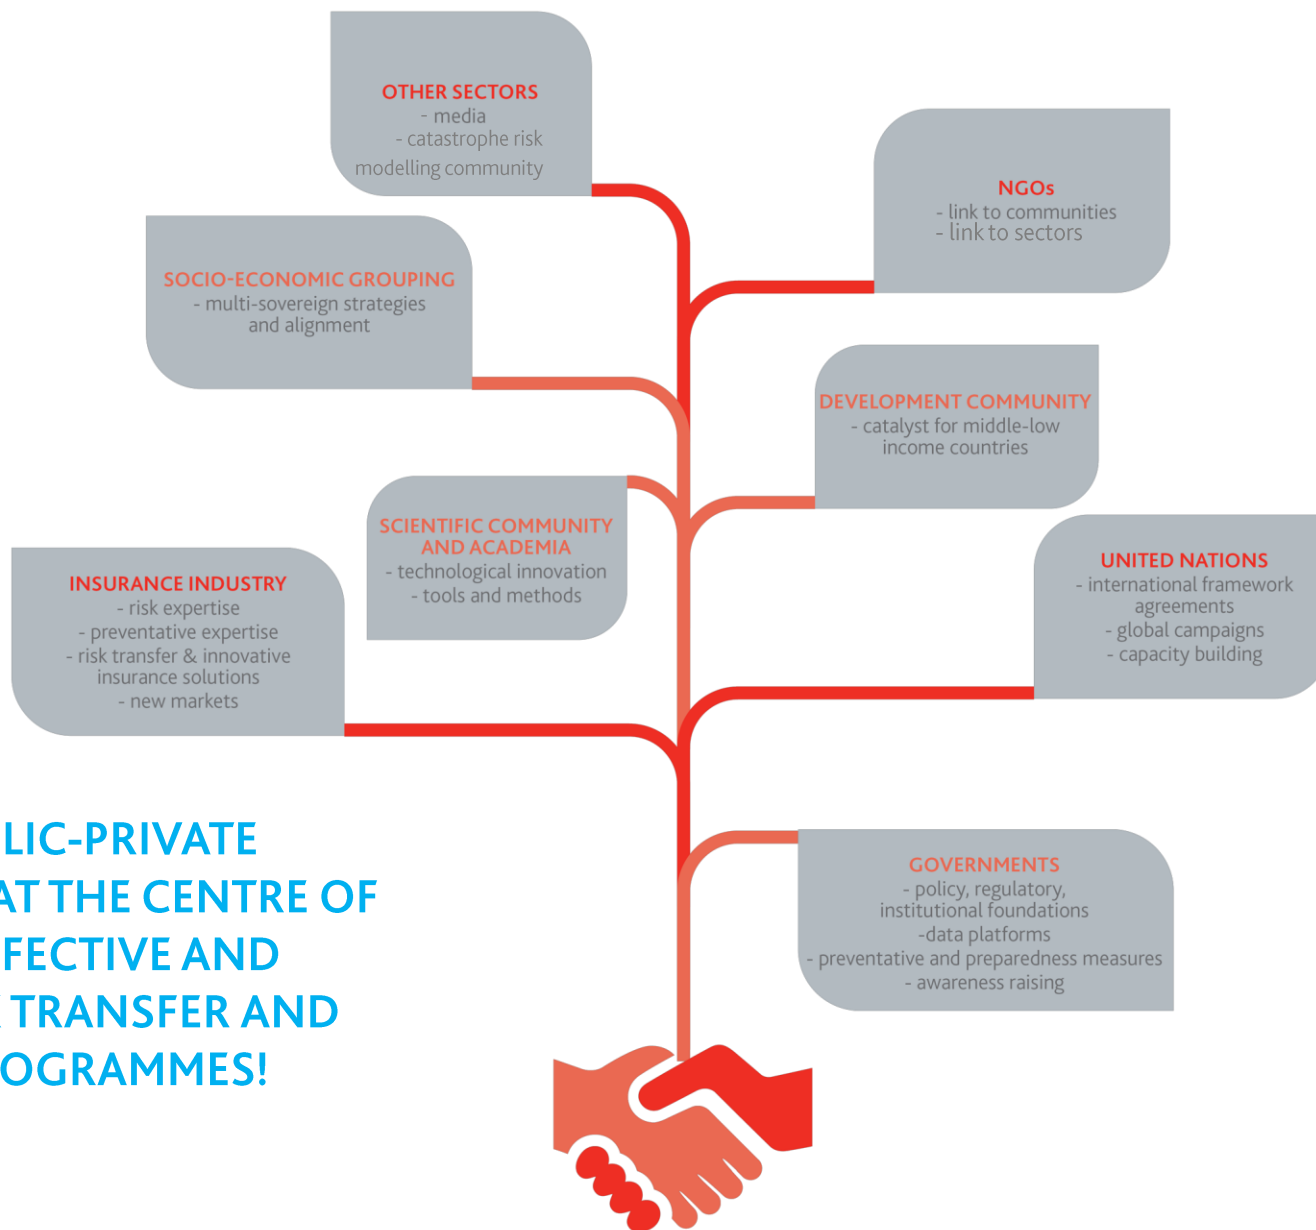 OTHER SECTORS
- media
- catastrophe risk
modelling community
NGOs
- link to communities
- link to sectors
SOCIO-ECONOMIC GROUPING
- multi-sovereign strategies
and alignment
DEVELOPMENT COMMUNITY
- catalyst for middle-low
income countries
SCIENTIFIC COMMUNITY
AND ACADEMIA
- technological innovation
- tools and methods
UNITED NATIONS
- international framework
agreements
- global campaigns
- capacity building
INSURANCE INDUSTRY
- risk expertise
- preventative expertise
- risk transfer & innovative
insurance solutions
- new markets
GOVERNMENTS
- policy, regulatory,
institutional foundations
-data platforms
- preventative and preparedness measures
- awareness raising
LIC-PRIVATE
AT THE CENTRE OF
FECTIVE AND
TRANSFER AND
OGRAMMES!